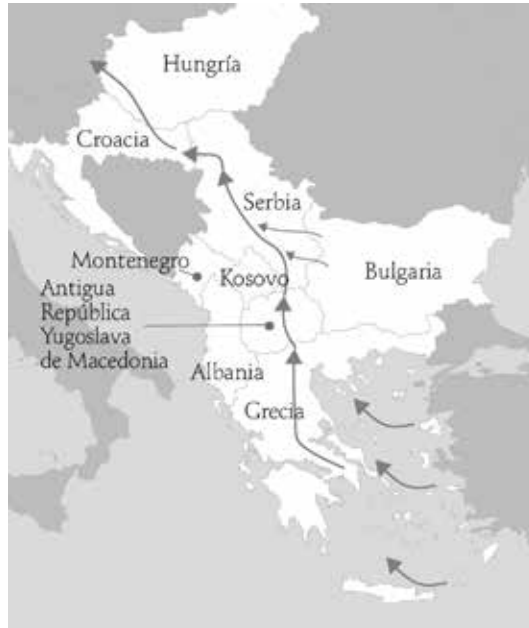 Hungría
Croacia
Serbia
Montenegro
Kosovo
Bulgaria
Antigua
República
Yugoslava
de Macedonia
Albania
Grecia